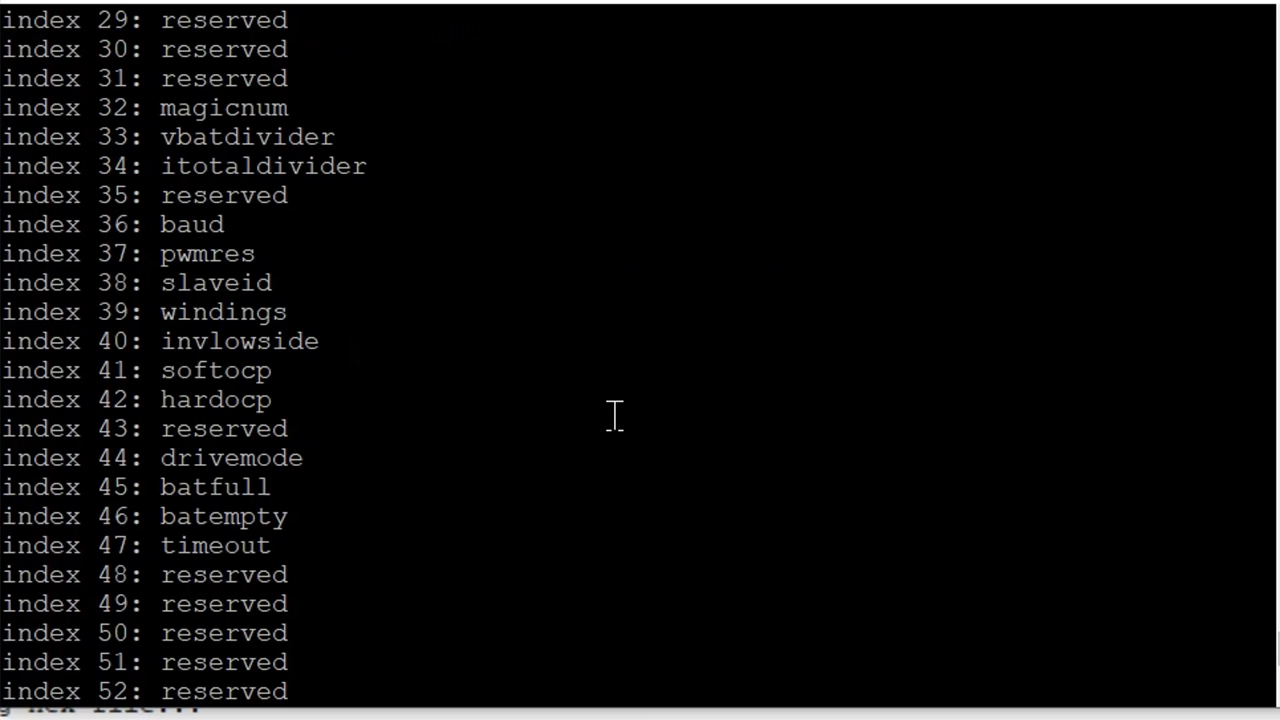 index 29: reserved
index 30: reserved
index 31: reserved
index 32: magicnum
index 33: vbatdivider
index 34: itotaldivider
index 35: reserved
index 36: baud
index 37: pwmres
index 38: slaveid
index 39: windings
index 40: invlowside
index 41: softocp
index 42: hardocp
index 43: reserved
index 44: drivemode
index 45: batfull
index 46: batempty
index 47: timeout
index 48: reserved
index 49: reserved
index 50: reserved
index 51: reserved
index 52: reserved